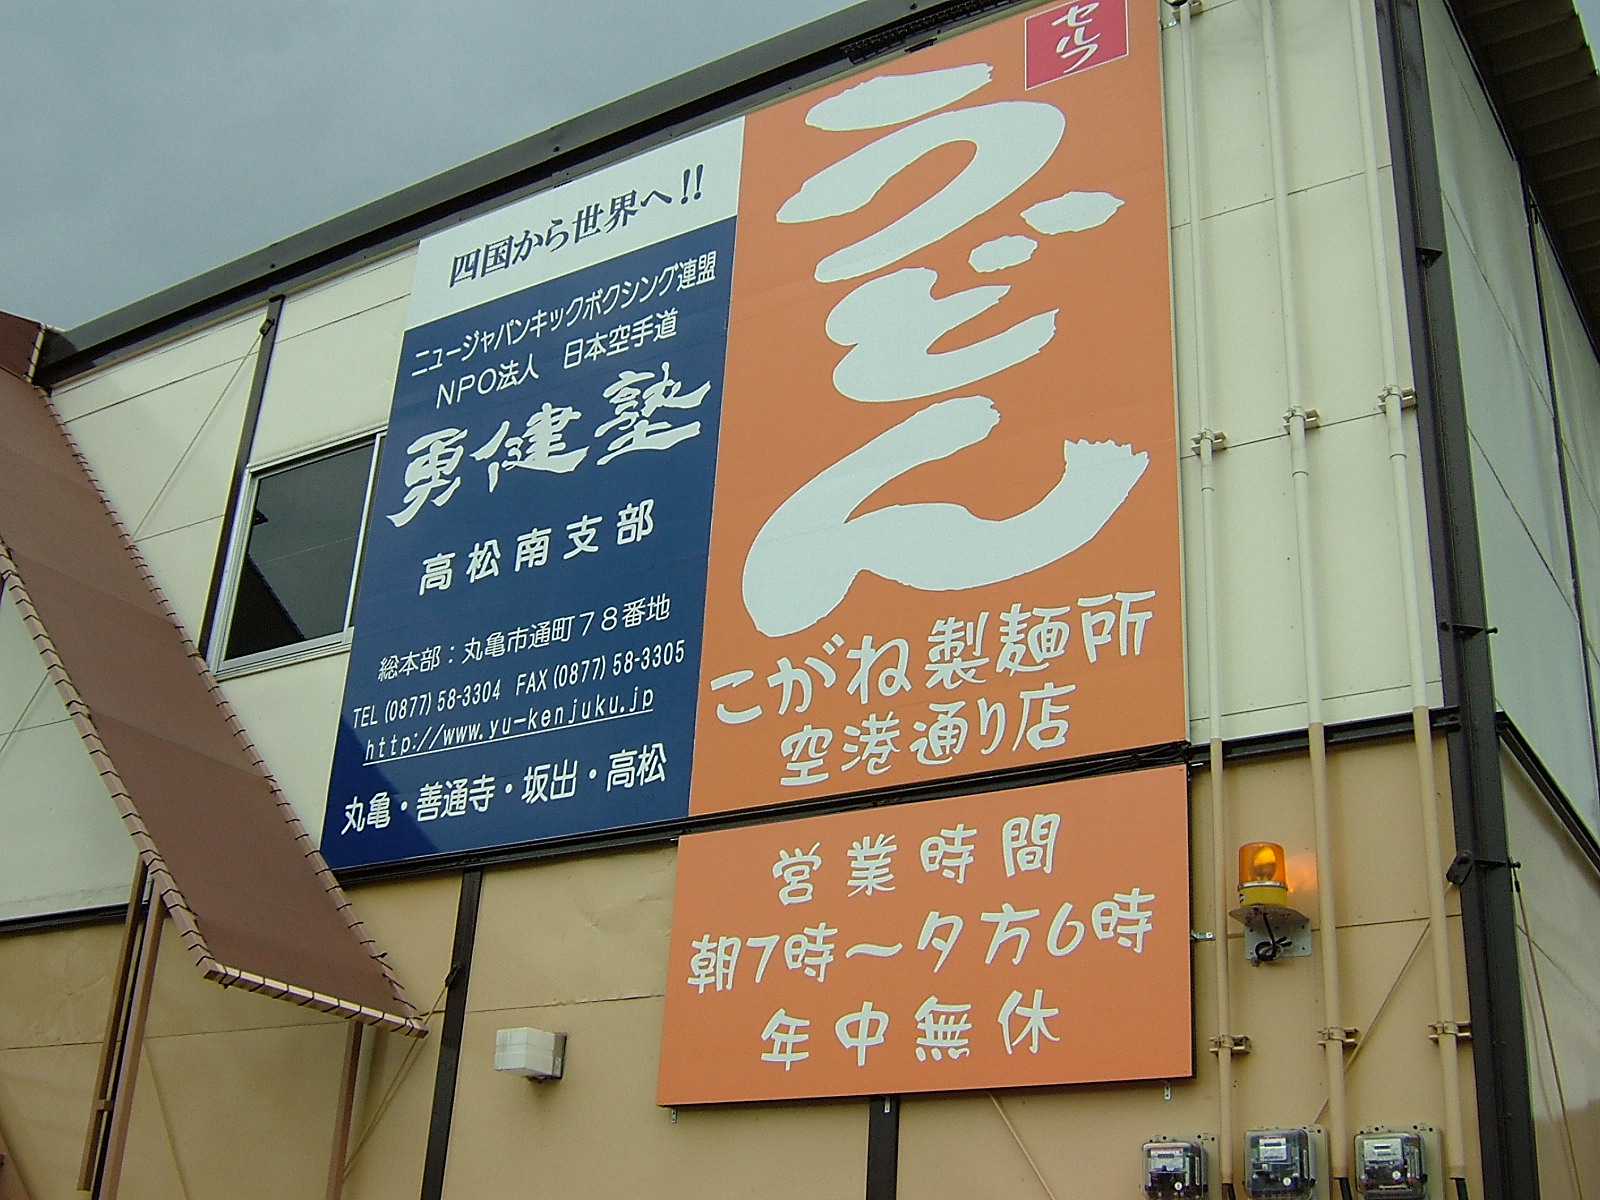 四国から世界へ!!
ニュージャパンキックボクシング連盟
NPO法人 日本空手道
勇健塾
高松南支部
総本部：丸亀市通町７８番地
TEL (0877) 58-3304 FAX (0877) 58-3305
http://www.yu-kenjuku.jp
丸亀・善通寺・坂出・高松
セルフ
うどん
こがね製麺所
空港通り店
営業時間
朝7時～夕方6時
年中無休